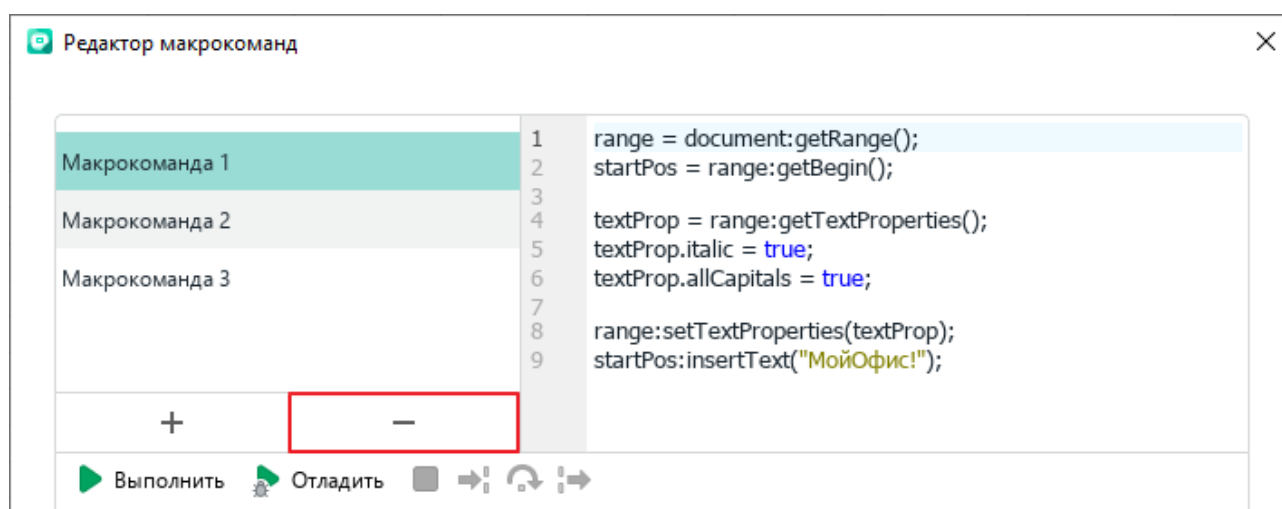 Редактор макрокоманд
Макрокоманда 1
Макрокоманда 2
Макрокоманда 3
+ −
1 range = document:getRange();
2 startPos = range:getBegin();
3
4 textProp = range:getTextProperties();
5 textProp.italic = true;
6 textProp.allCapitals = true;
7
8 range:setTextProperties(textProp);
9 startPos:insertText("МойОфис!");
Выполнить Отладить